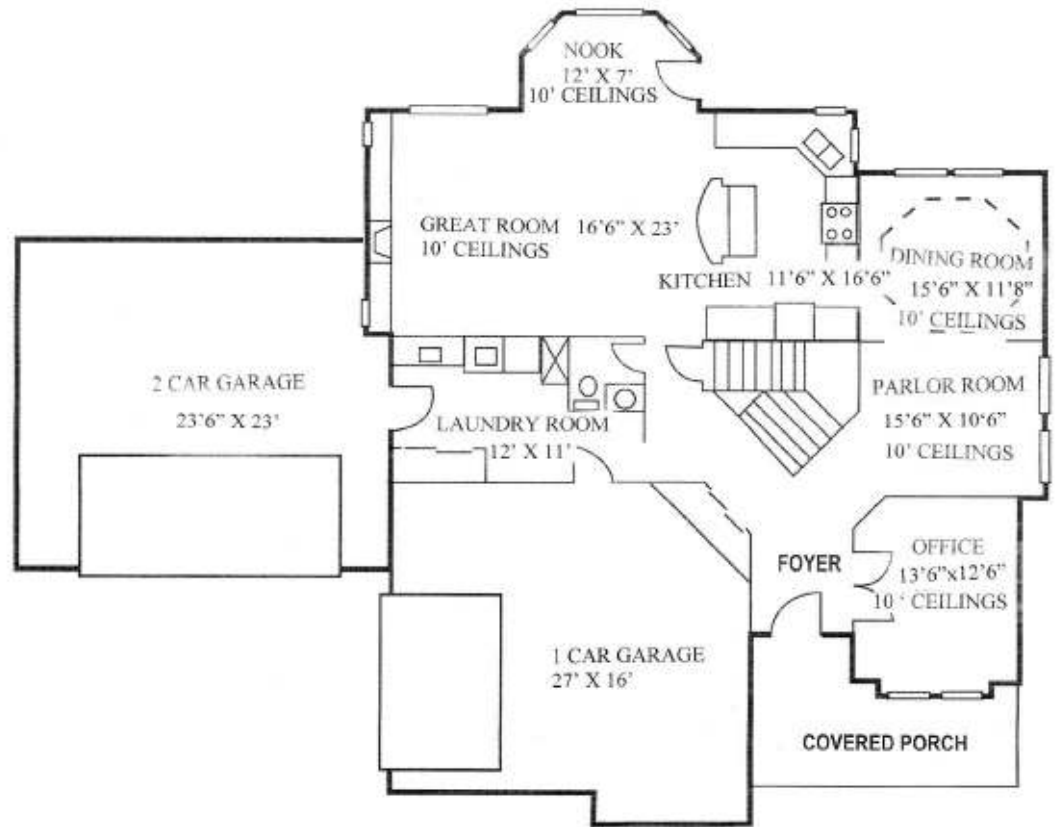 NOOK
12' X 7'
10' CEILINGS
GREAT ROOM 16'6" X 23'
10' CEILINGS
KITCHEN 11'6" X 16'6"
DINING ROOM
15'6" X 11'8"
10' CEILINGS
2 CAR GARAGE
23'6" X 23'
PARLOR ROOM
15'6" X 10'6"
10' CEILINGS
LAUNDRY ROOM
12' X 11'
FOYER
OFFICE
13'6"x12'6"
10' CEILINGS
1 CAR GARAGE
27' X 16'
COVERED PORCH